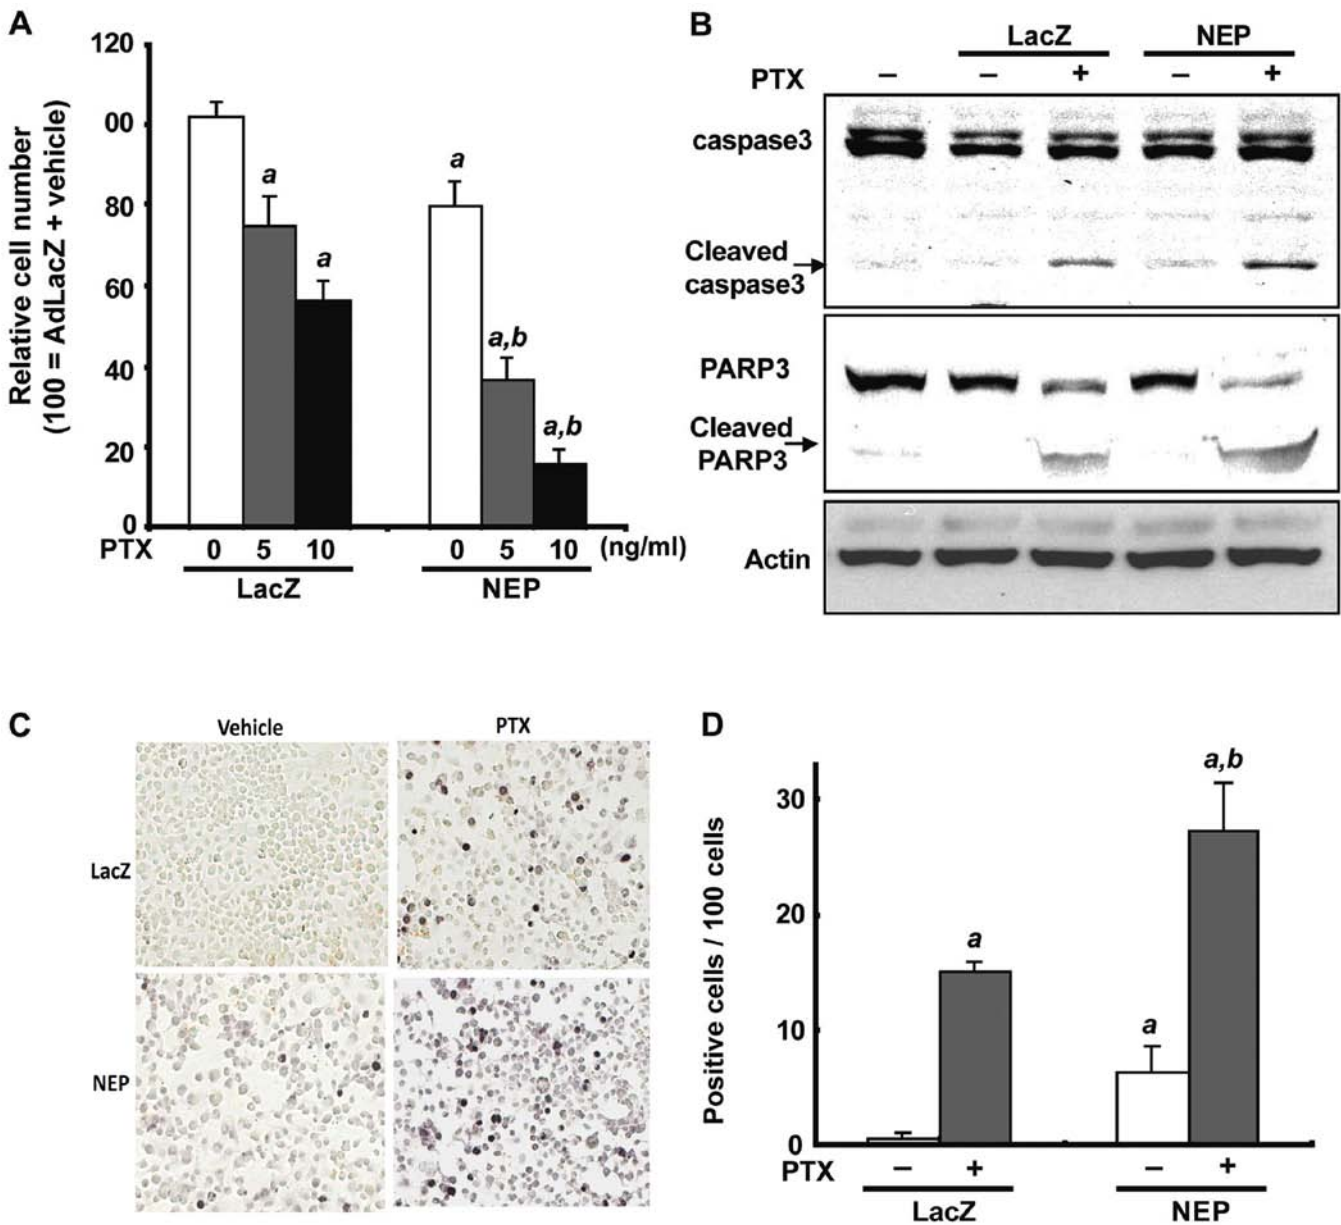 A
Relative cell number
(100 = AdLacZ + vehicle)
120
00
80
60
40
20
0
a
a
a
a,b
a,b
PTX 0 5 10 0 5 10 (ng/ml)
LacZ NEP
B
LacZ NEP
PTX – – + – +
caspase3
Cleaved
caspase3
PARP3
Cleaved
PARP3
Actin
C
Vehicle PTX
LacZ
NEP
D
Positive cells / 100 cells
30
20
10
0
a
a
a,b
PTX – + – +
LacZ NEP